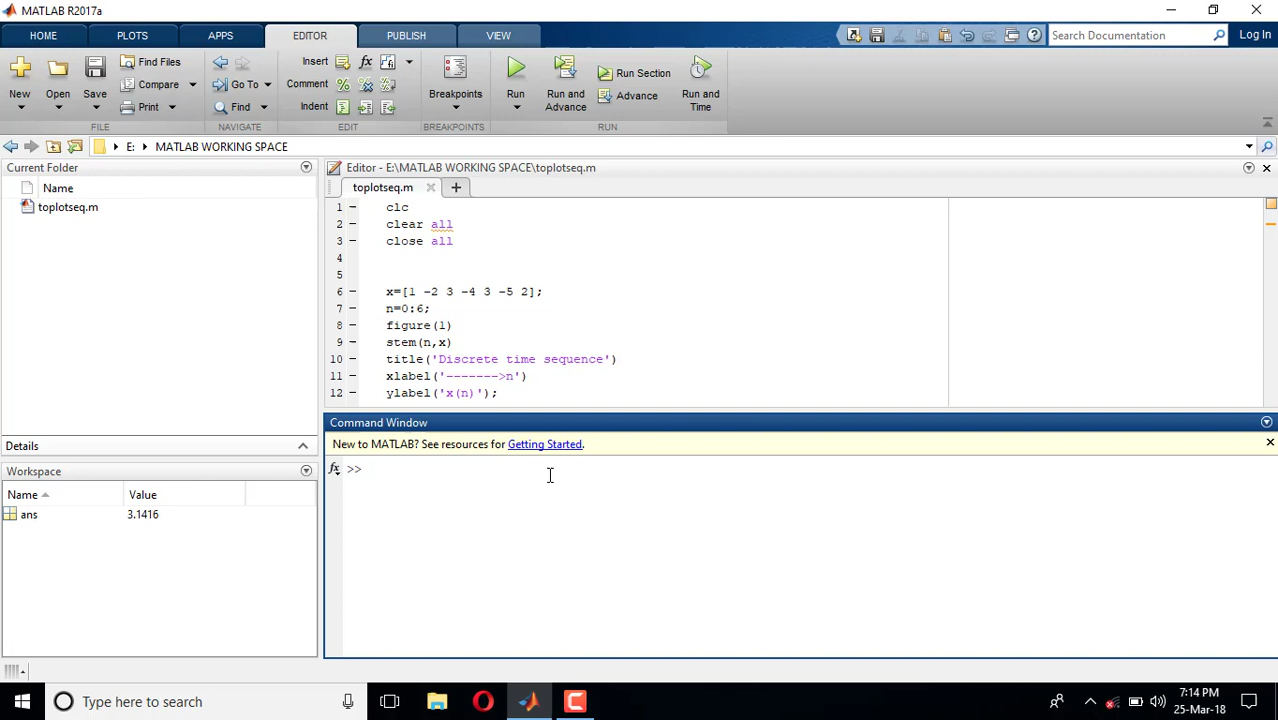 MATLAB R2017a
HOME PLOTS APPS EDITOR PUBLISH VIEW Search Documentation Log In
New Open Save Find Files Compare Print Go To Find Insert fx Comment Indent Breakpoints Run Run and Advance Run Section Advance Run and Time
FILE NAVIGATE EDIT BREAKPOINTS RUN
E: MATLAB WORKING SPACE
Current Folder
Name
toplotseq.m
Details
Workspace
Name Value
ans 3.1416
Editor - E:\MATLAB WORKING SPACE\toplotseq.m
toplotseq.m
1 clc
2 clear all
3 close all
4
5
6 x=[1 -2 3 -4 3 -5 2];
7 n=0:6;
8 figure(1)
9 stem(n,x)
10 title('Discrete time sequence')
11 xlabel('------->n')
12 ylabel('x(n)');
Command Window
New to MATLAB? See resources for Getting Started.
fx >>
Type here to search
7:14 PM
25-Mar-18